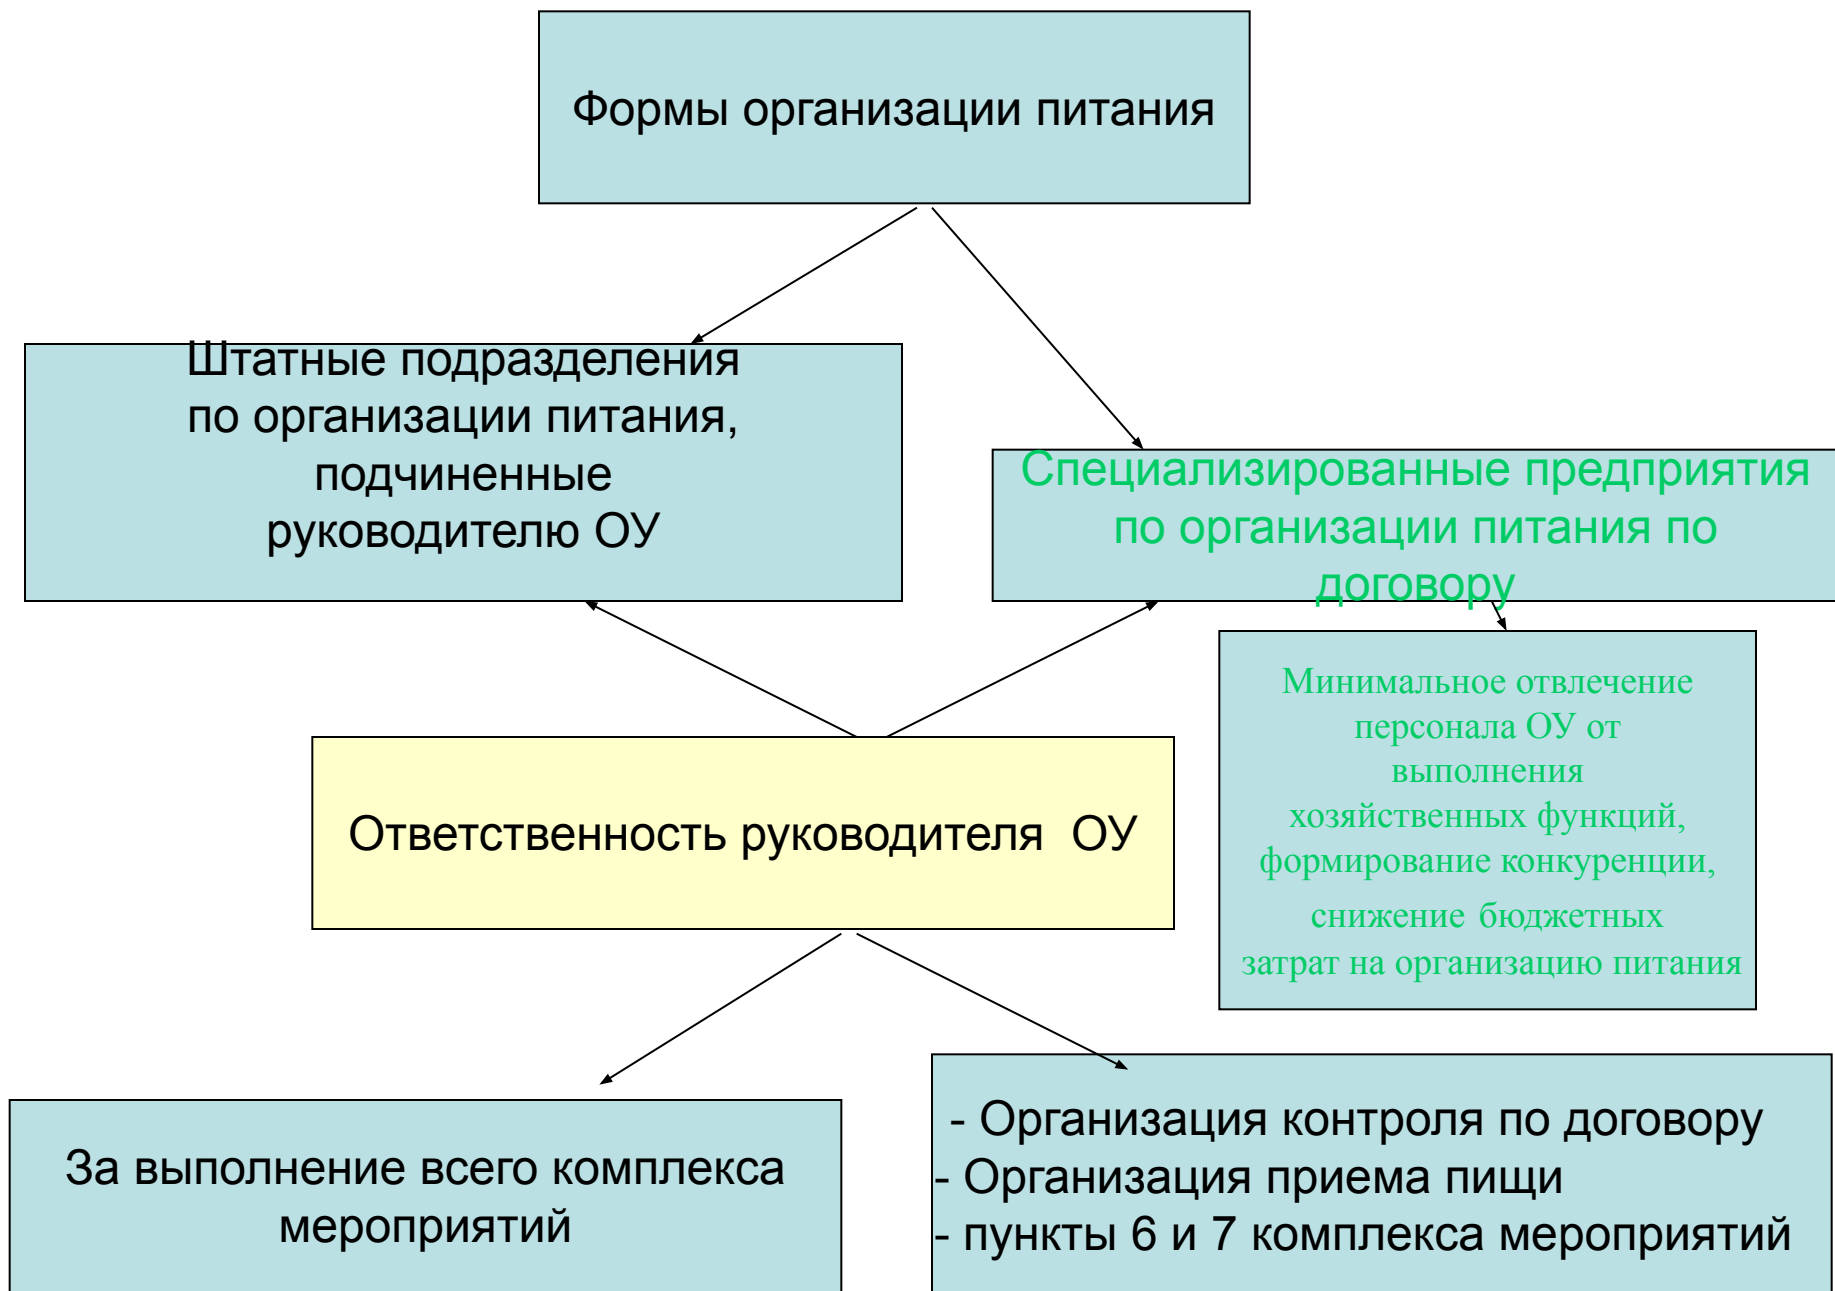 Формы организации питания
Штатные подразделения
по организации питания,
подчиненные
руководителю ОУ
Специализированные предприятия
по организации питания по
договору
Минимальное отвлечение
персонала ОУ от
выполнения
хозяйственных функций,
формирование конкуренции,
снижение бюджетных
затрат на организацию питания
Ответственность руководителя  ОУ
За выполнение всего комплекса
мероприятий
- Организация контроля по договору
- Организация приема пищи
- пункты 6 и 7 комплекса мероприятий